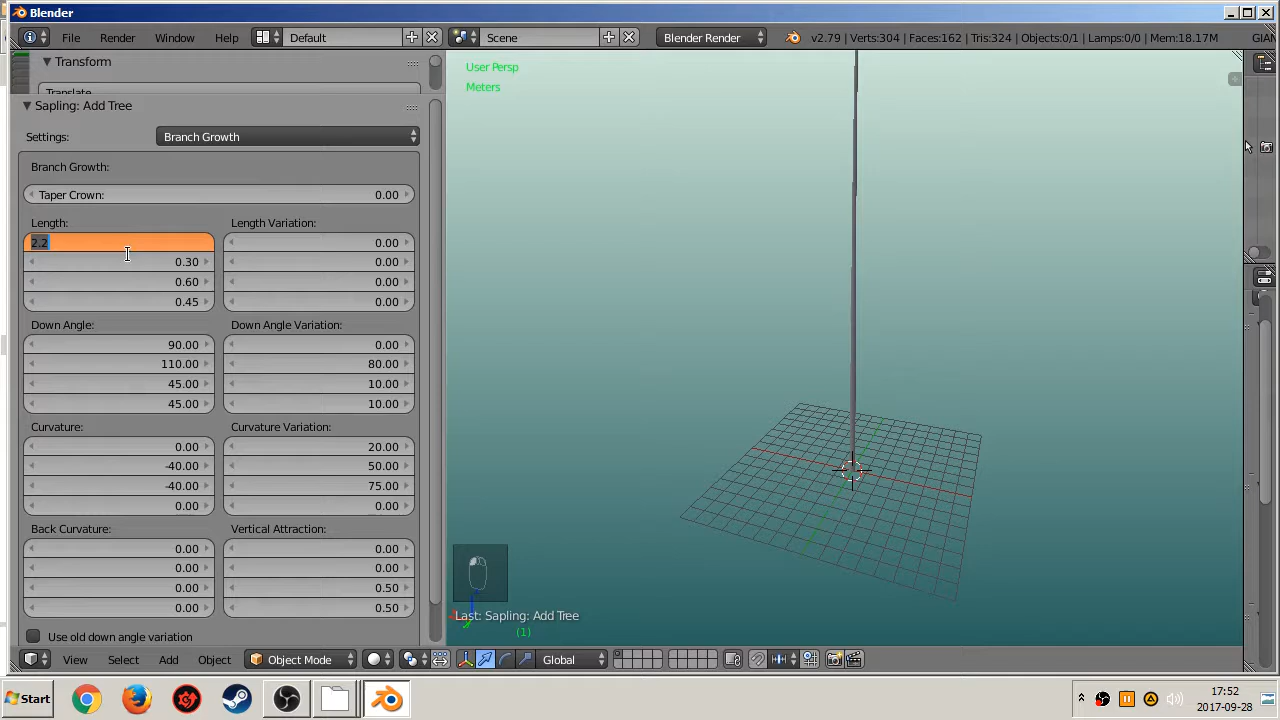 Blender
File Render Window Help Default Scene Blender Render v2.79 | Verts:304 | Faces:162 | Tris:324 | Objects:0/1 | Lamps:0/0 | Mem:18.17M
Transform
Sapling: Add Tree
Settings: Branch Growth
Branch Growth:
Taper Crown: 0.00
Length: Length Variation:
2.2 0.00
0.30 0.00
0.60 0.00
0.45 0.00
Down Angle: Down Angle Variation:
90.00 0.00
110.00 80.00
45.00 10.00
45.00 10.00
Curvature: Curvature Variation:
0.00 20.00
-40.00 50.00
-40.00 75.00
0.00 0.00
Back Curvature: Vertical Attraction:
0.00 0.00
0.00 0.00
0.00 0.50
0.00 0.50
Use old down angle variation
User Persp
Meters
Last: Sapling: Add Tree
(1)
View Select Add Object Object Mode Global
Start 17:52
2017-09-28